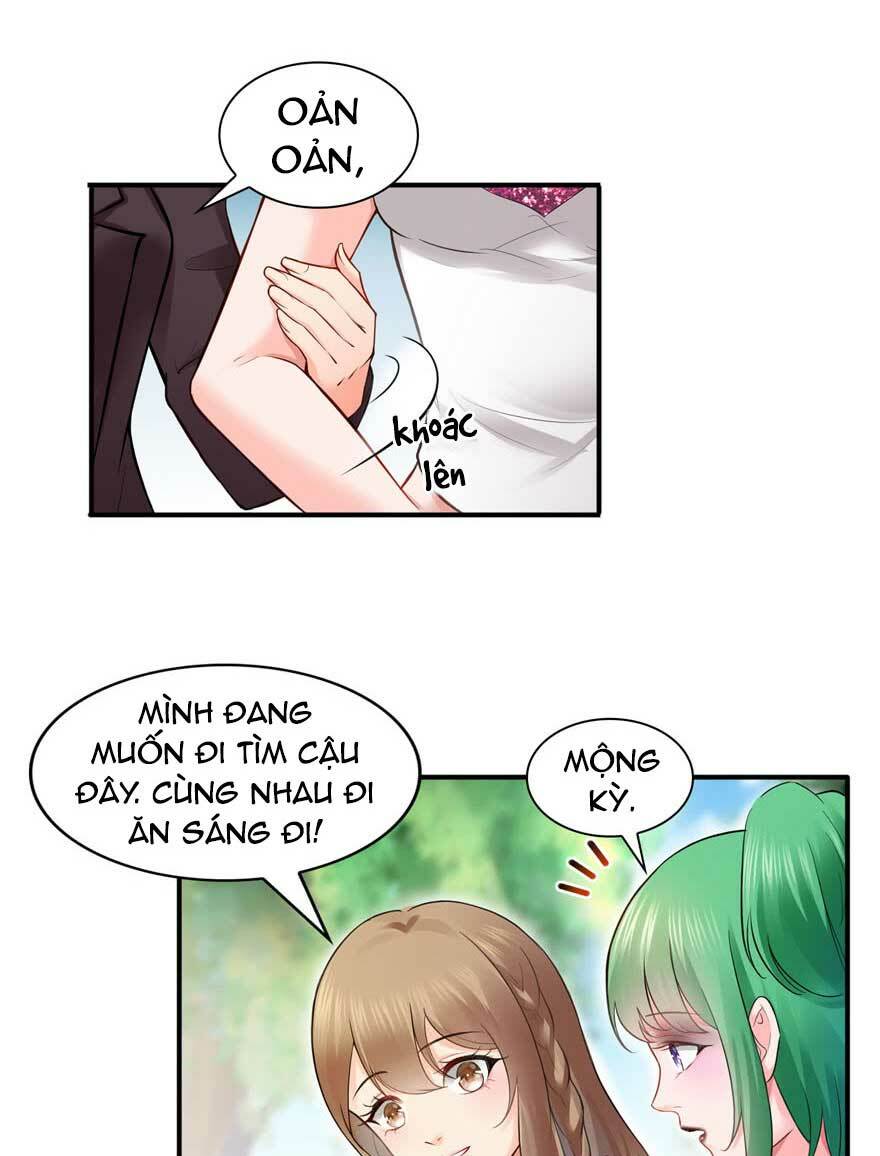 OẢN
OẢN,
khoác
lên
MÌNH ĐANG
MUỐN ĐI TÌM CẬU
ĐÂY. CÙNG NHAU ĐI
ĂN SÁNG ĐI!
MỘNG
KỲ.